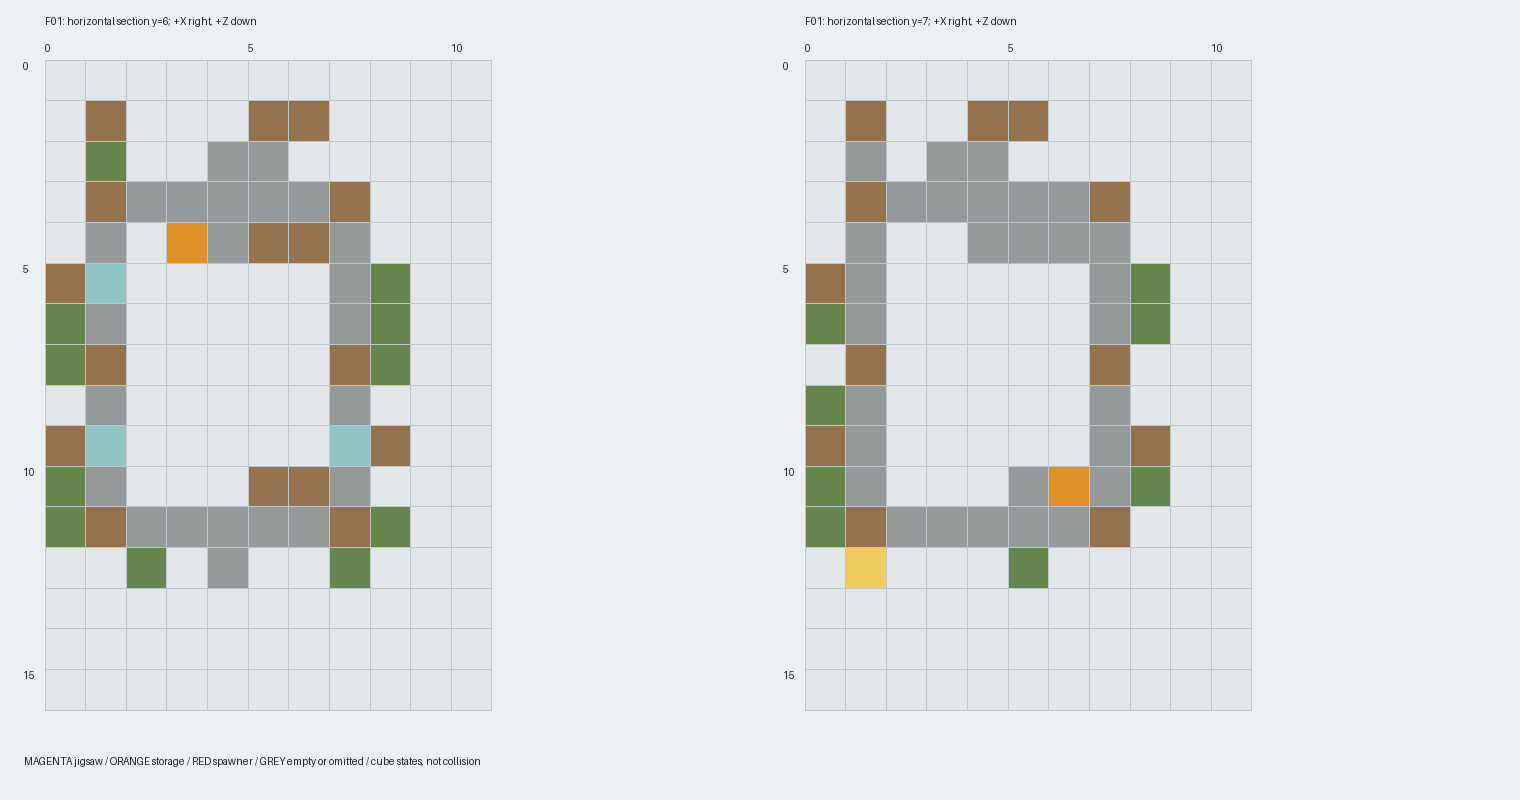 F01: horizontal section y=6; +X right, +Z down
F01: horizontal section y=7; +X right, +Z down
0 5 10
0 5 10
0
0
5
5
10
10
15
15
MAGENTA jigsaw / ORANGE storage / RED spawner / GREY empty or omitted / cube states, not collision